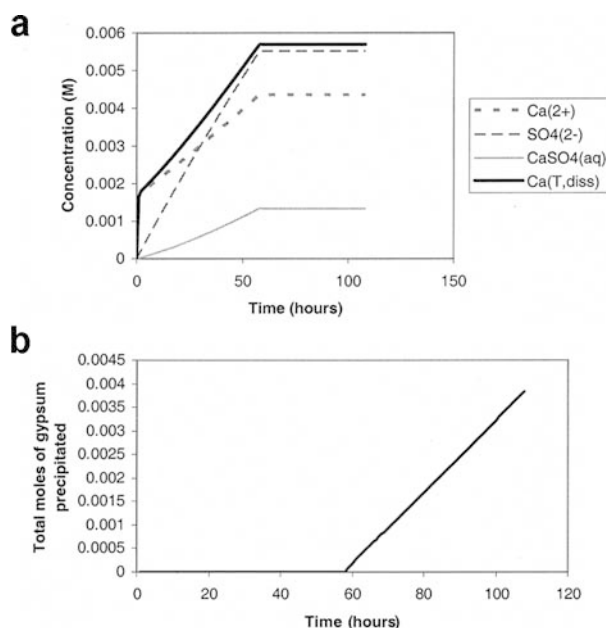 a
0.006
0.005
0.004
0.003
0.002
0.001
0
Concentration (M)
0
50
100
150
Time (hours)
Ca(2+)
SO4(2-)
CaSO4(aq)
Ca(T,diss)
b
0.0045
0.004
0.0035
0.003
0.0025
0.002
0.0015
0.001
0.0005
0
Total moles of gypsum
precipitated
0
20
40
60
80
100
120
Time (hours)